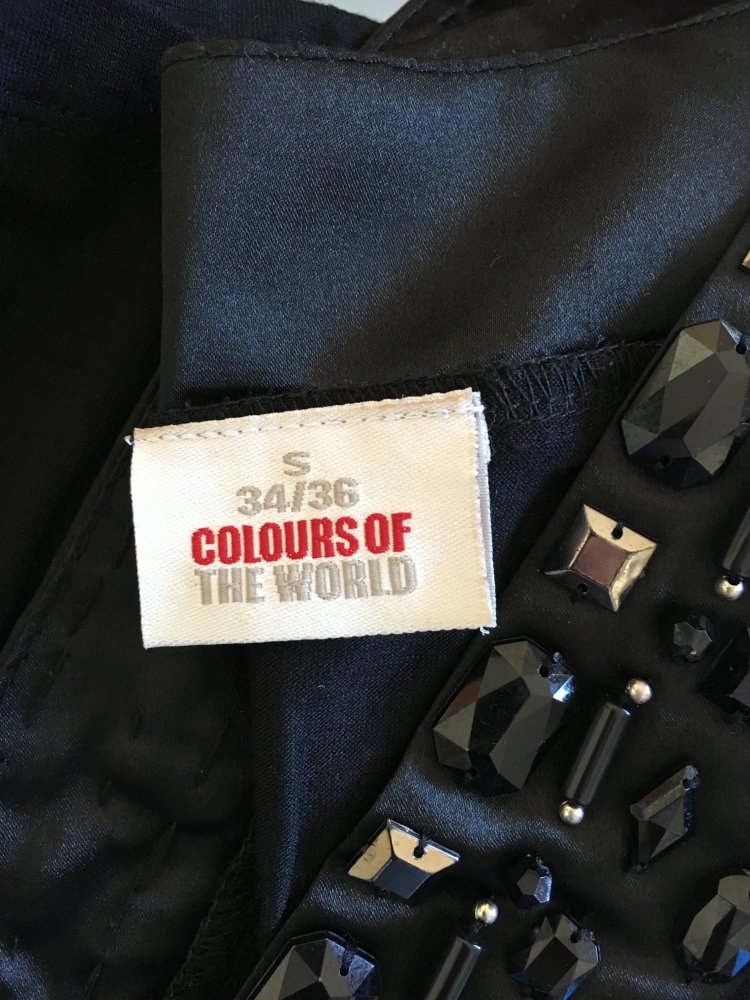 S
34/36
COLOURS OF
THE WORLD